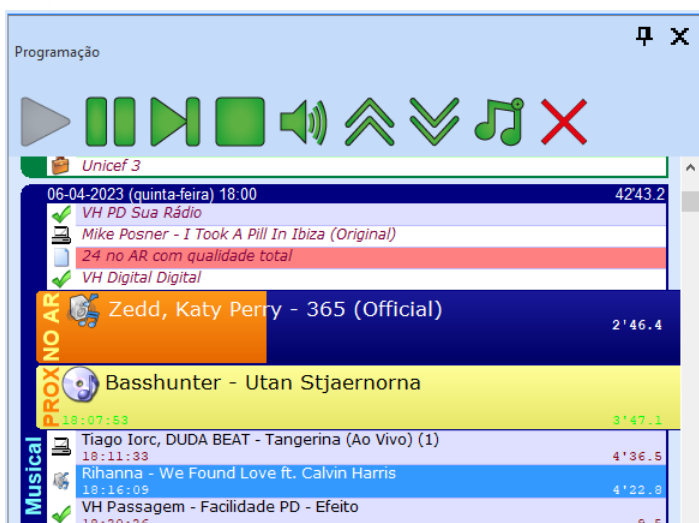 Programação
Unicef 3
06-04-2023 (quinta-feira) 18:00 42'43.2
VH PD Sua Rádio
Mike Posner - I Took A Pill In Ibiza (Original)
24 no AR com qualidade total
VH Digital Digital
NO AR
Zedd, Katy Perry - 365 (Official)
2'46.4
PROX
Basshunter - Utan Stjaernorna
18:07:53 3'47.1
Musical
Tiago Iorc, DUDA BEAT - Tangerina (Ao Vivo) (1)
18:11:33 4'36.5
Rihanna - We Found Love ft. Calvin Harris
18:16:09 4'22.8
VH Passagem - Facilidade PD - Efeito